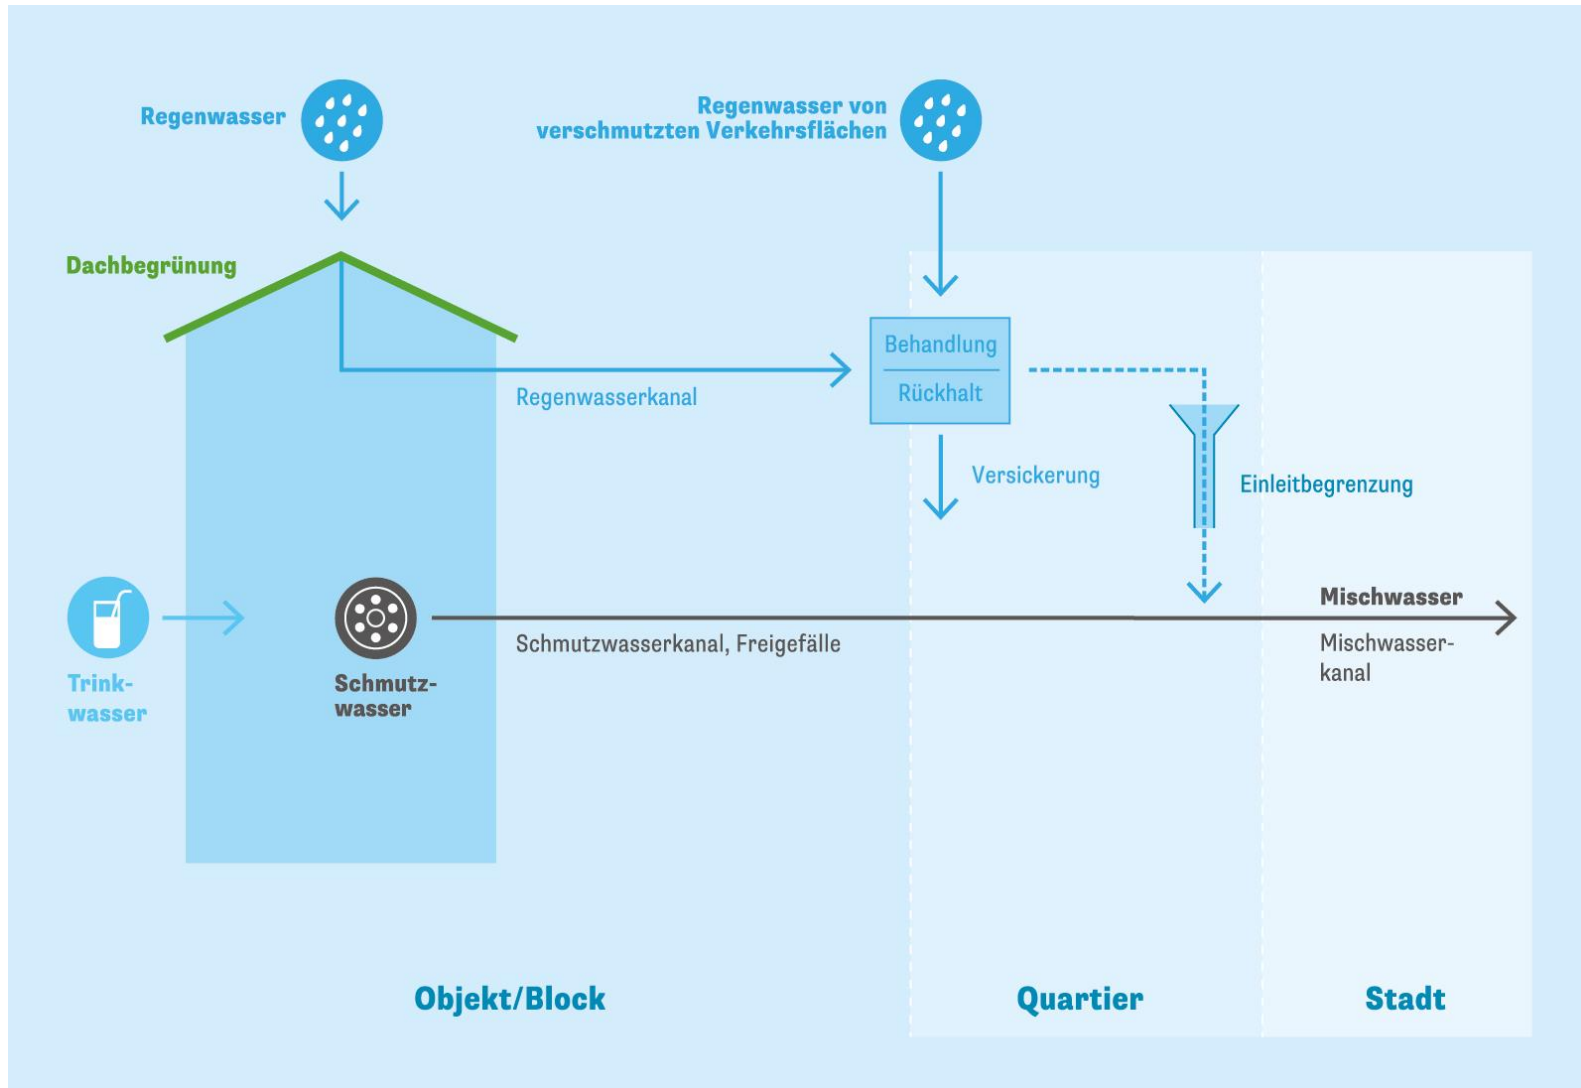 Regenwasser
Regenwasser von
verschmutzten Verkehrsflächen
Dachbegrünung
Behandlung
Rückhalt
Regenwasserkanal
Versickerung
Einleitbegrenzung
Trink-
wasser
Schmutz-
wasser
Schmutzwasserkanal, Freigefälle
Mischwasser
Mischwasser-
kanal
Objekt/Block
Quartier
Stadt